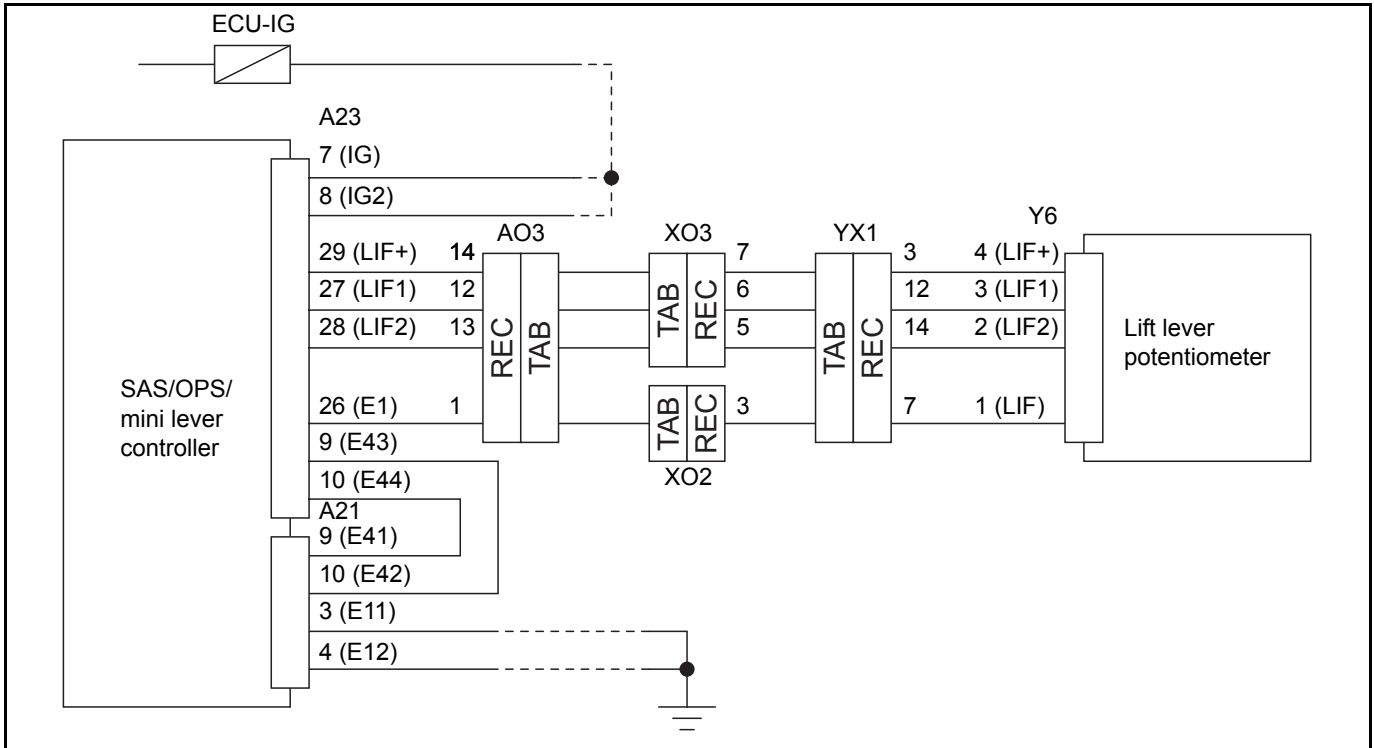 ECU-IG
A23
7 (IG)
8 (IG2)
AO3
XO3
YX1
Y6
29 (LIF+)
14
7
3
4 (LIF+)
27 (LIF1)
12
6
12
3 (LIF1)
28 (LIF2)
13
5
14
2 (LIF2)
REC
TAB
TAB
REC
TAB
REC
Lift lever
potentiometer
SAS/OPS/
mini lever
controller
26 (E1)
1
TAB
REC
3
7
1 (LIF)
XO2
9 (E43)
10 (E44)
A21
9 (E41)
10 (E42)
3 (E11)
4 (E12)